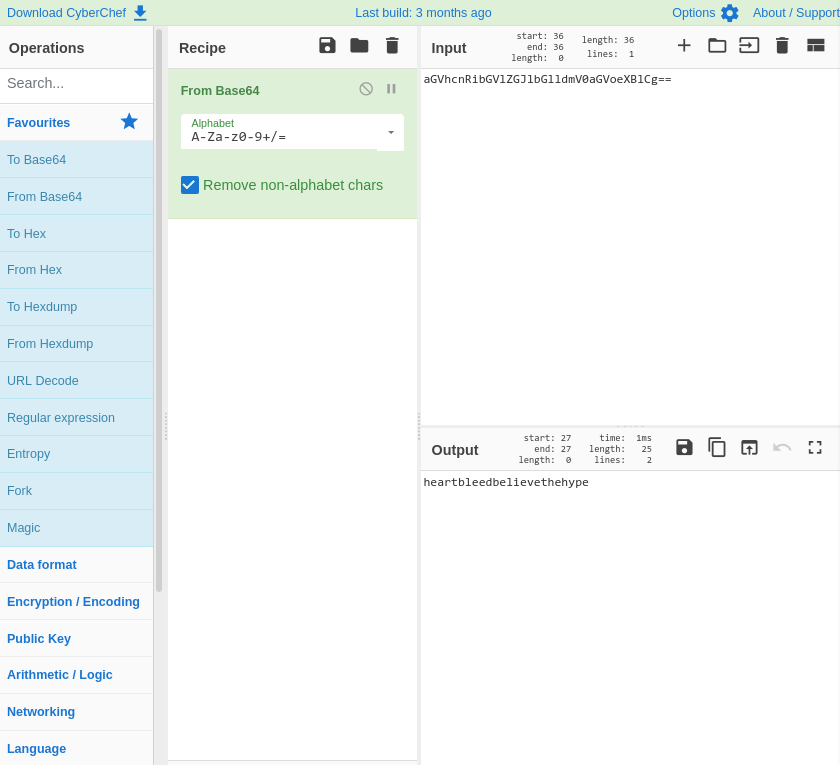 Download CyberChef
Last build: 3 months ago
Options
About / Support
Operations
Search...
Favourites
To Base64
From Base64
To Hex
From Hex
To Hexdump
From Hexdump
URL Decode
Regular expression
Entropy
Fork
Magic
Data format
Encryption / Encoding
Public Key
Arithmetic / Logic
Networking
Language
Recipe
From Base64
Alphabet
A-Za-z0-9+/=
Remove non-alphabet chars
Input
start: 36
end: 36
length: 0
length: 36
lines: 1
aGVhcnRibGVlZGJlbGlldmV0aGVoeXBlCg==
Output
start: 27
end: 27
length: 0
time: 1ms
length: 25
lines: 2
heartbleedbelievethehype